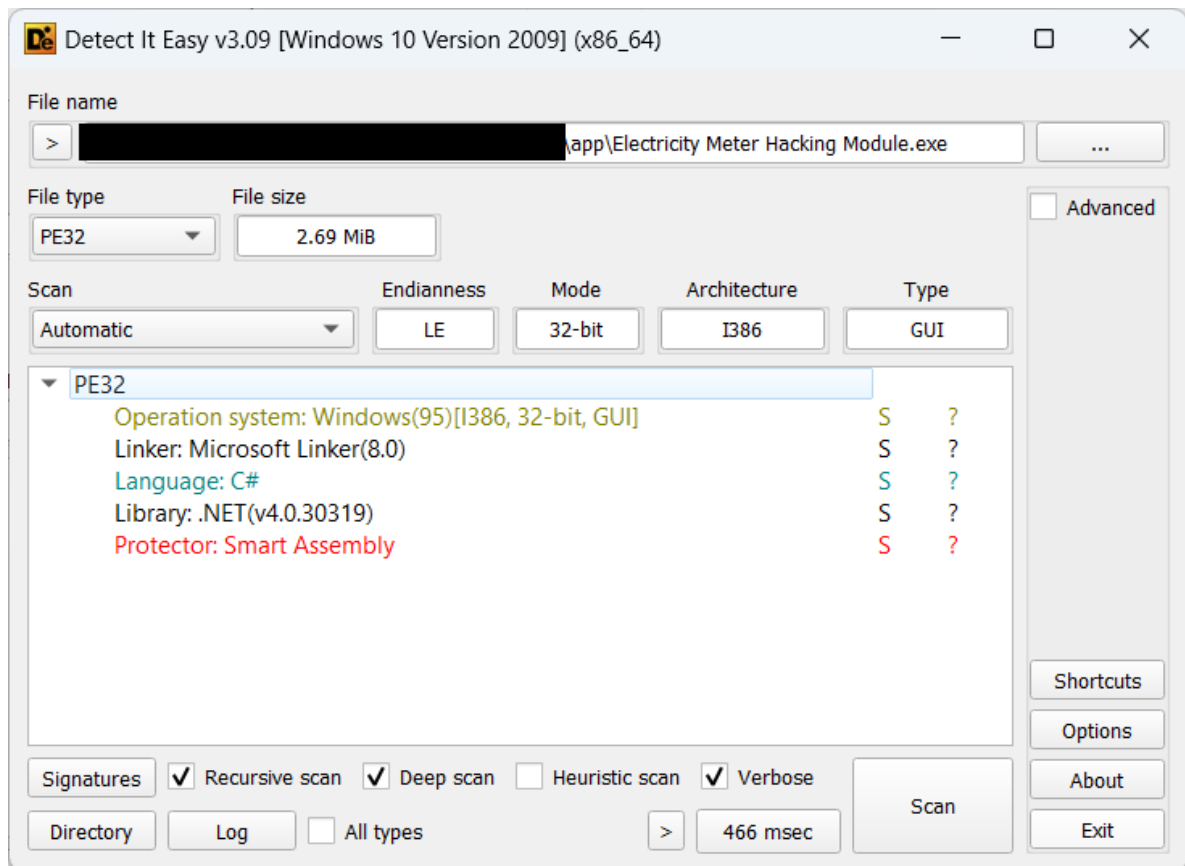 Detect It Easy v3.09 [Windows 10 Version 2009] (x86_64)
File name
> \app\Electricity Meter Hacking Module.exe ...
File type File size
PE32 2.69 MiB
Advanced
Scan Endianness Mode Architecture Type
Automatic LE 32-bit I386 GUI
PE32
Operation system: Windows(95)[I386, 32-bit, GUI] S ?
Linker: Microsoft Linker(8.0) S ?
Language: C# S ?
Library: .NET(v4.0.30319) S ?
Protector: Smart Assembly S ?
Shortcuts
Options
Signatures Recursive scan Deep scan Heuristic scan Verbose Scan About
Directory Log All types > 466 msec Exit